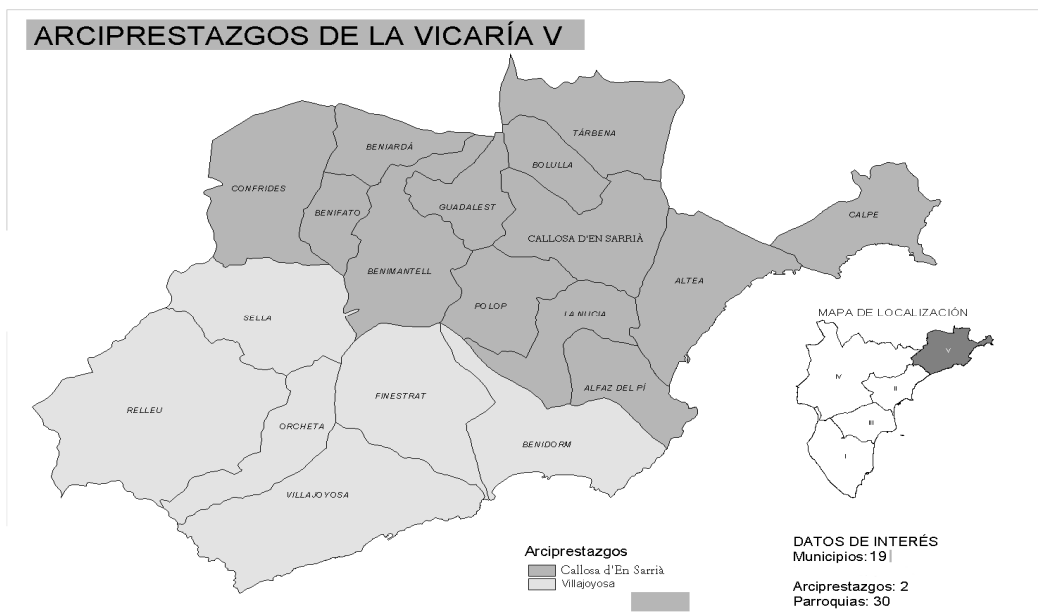 ARCIPRESTAZGOS DE LA VICARÍA V
TÁRBENA
BENIARDÁ
BOLULLA
CONFRIDES
BENIFATO
GUADALEST
CALPE
CALLOSA D'EN SARRIÀ
BENIMANTELL
ALTEA
POLOP
LA NUCIA
SELLA
MAPA DE LOCALIZACIÓN
V
IV
II
III
I
ALFAZ DEL PÍ
FINESTRAT
RELLEU
ORCHETA
BENIDORM
VILLAJOYOSA
Arciprestazgos
Callosa d'En Sarrià
Villajoyosa
DATOS DE INTERÉS
Municipios: 19
Arciprestazgos: 2
Parroquias: 30